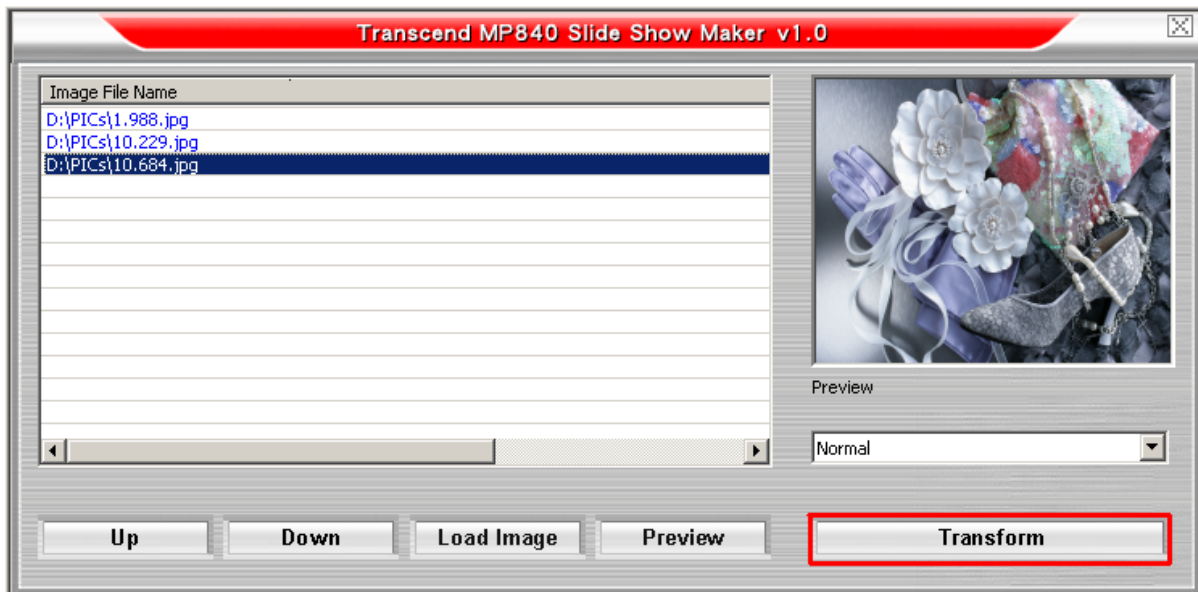 Transcend MP840 Slide Show Maker v1.0
Image File Name
D:\PICs\1.988.jpg
D:\PICs\10.229.jpg
D:\PICs\10.684.jpg
Preview
Normal
Up
Down
Load Image
Preview
Transform